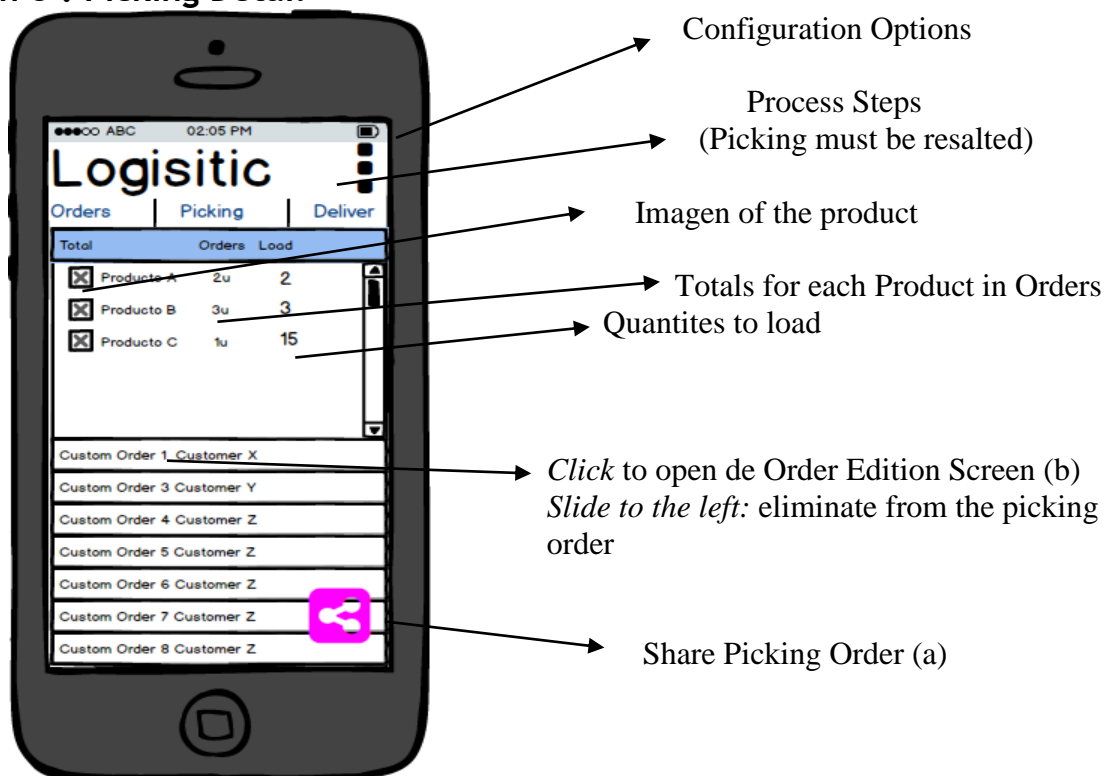 Configuration Options
Process Steps
(Picking must be resalted)
ABC 02:05 PM
Logisitic
Orders Picking Deliver
Imagen of the product
Total Orders Load
Producto A 2u 2
Producto B 3u 3
Producto C 1u 15
Totals for each Product in Orders
Quantites to load
Custom Order 1 Customer X
Custom Order 3 Customer Y
Custom Order 4 Customer Z
Custom Order 5 Customer Z
Custom Order 6 Customer Z
Custom Order 7 Customer Z
Custom Order 8 Customer Z
Click to open de Order Edition Screen (b)
Slide to the left: eliminate from the picking
order
Share Picking Order (a)